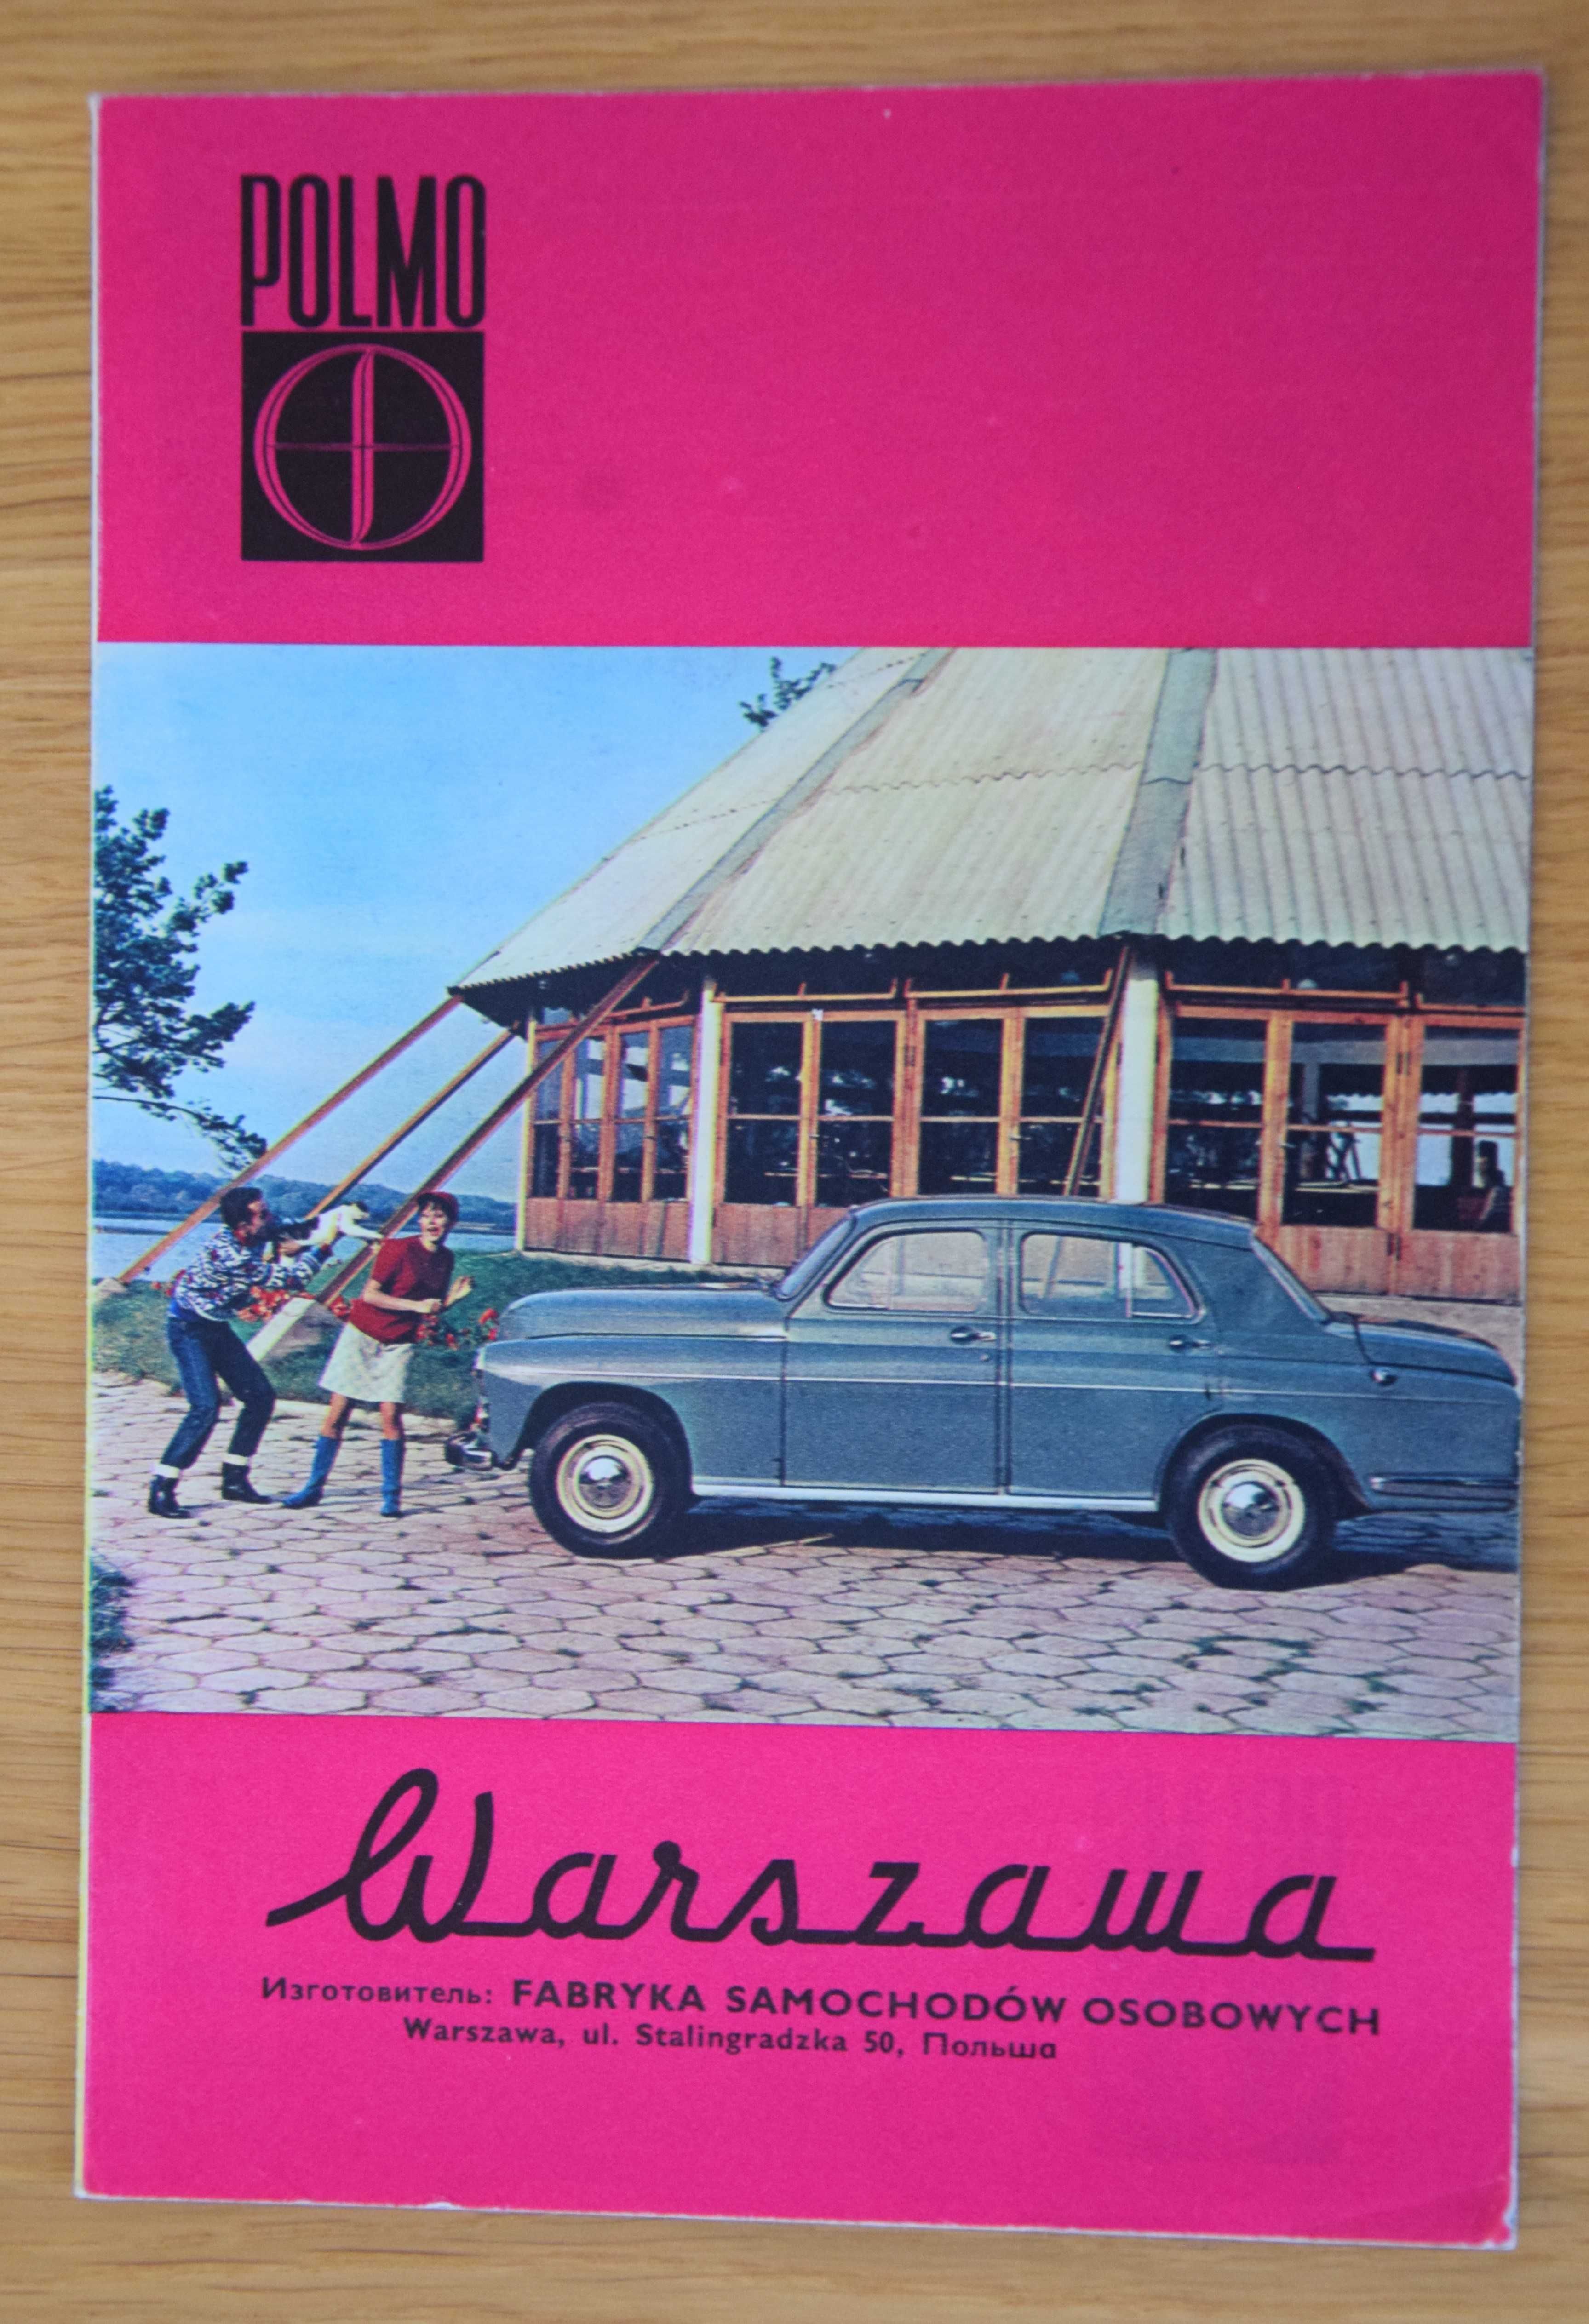 POLMO
Warszawa
Изготовитель: FABRYKA SAMOCHODÓW OSOBOWYCH
Warszawa, ul. Stalingradzka 50, Польша